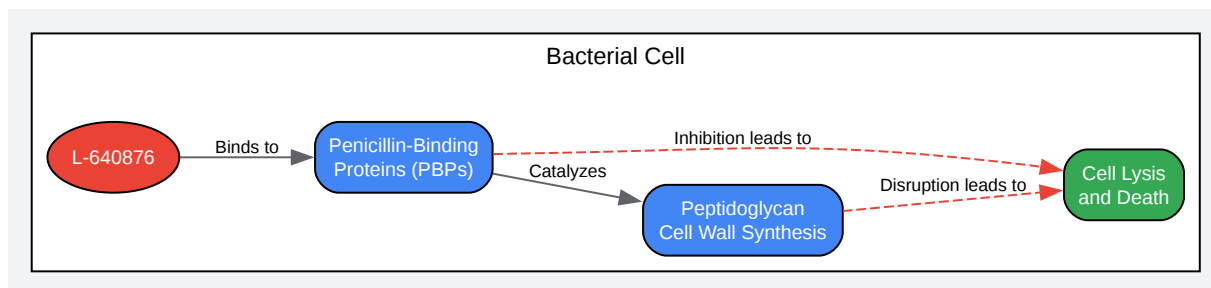 Bacterial Cell
L-640876
Binds to
Penicillin-Binding
Proteins (PBPs)
Inhibition leads to
Catalyzes
Peptidoglycan
Cell Wall Synthesis
Disruption leads to
Cell Lysis
and Death